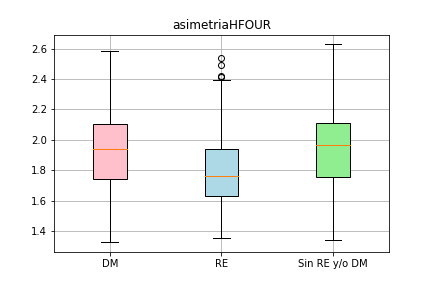 asimetriaHFOUR
2.6
2.4
2.2
2.0
1.8
1.6
1.4
DM
RE
Sin RE y/o DM